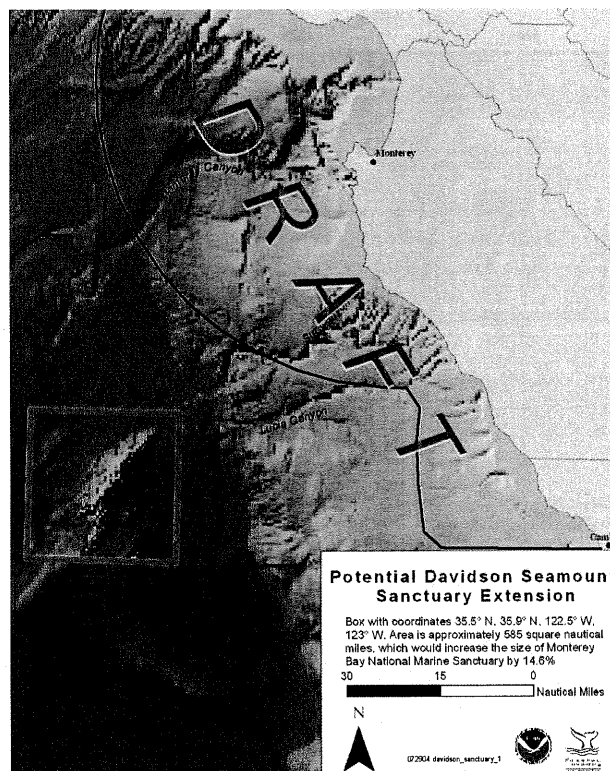 DRAFT
Monterey
Canyon
Lucia Canyon
Cam
Potential Davidson Seamoun
Sanctuary Extension
Box with coordinates 35.5° N, 35.9° N, 122.5° W,
123° W. Area is approximately 585 square nautical
miles, which would increase the size of Monterey
Bay National Marine Sanctuary by 14.6%
30 15 0
Nautical Miles
N
072904 davidson_sanctuary_1